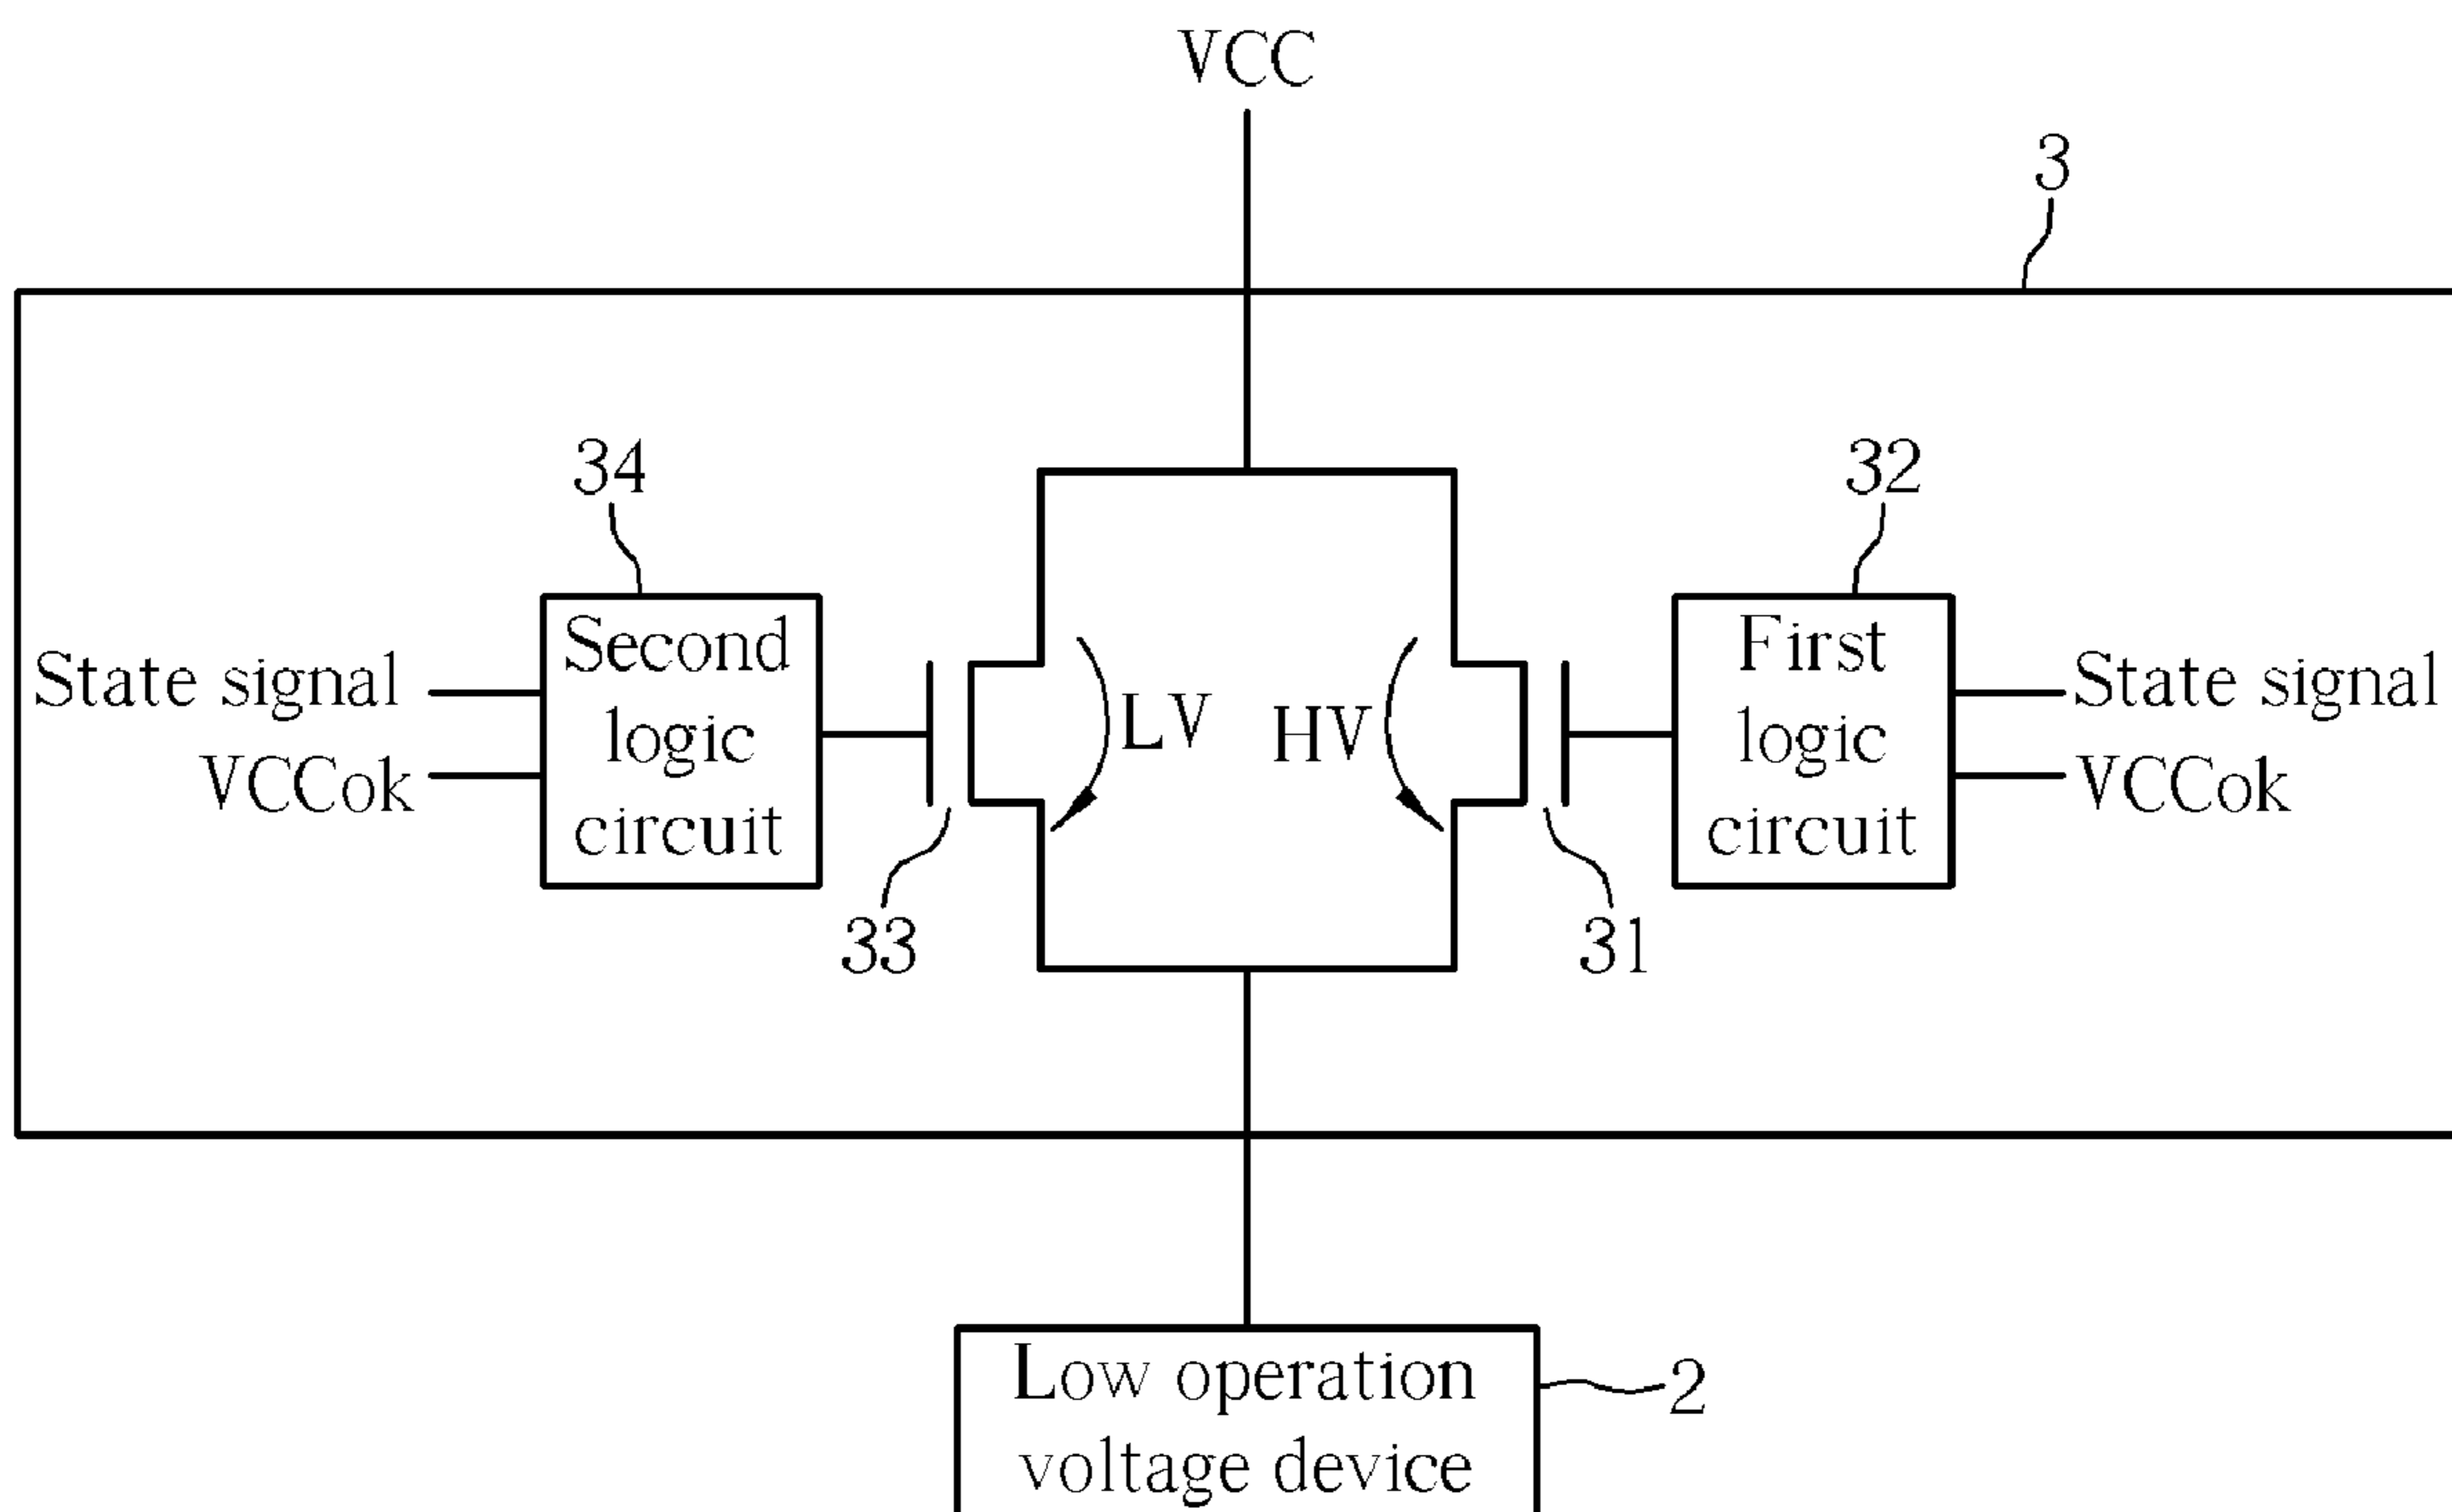 VCC
3
34
32
Second
logic
circuit
First
logic
circuit
State signal
VCCok
LV
HV
State signal
VCCok
33
31
Low operation
voltage device
2